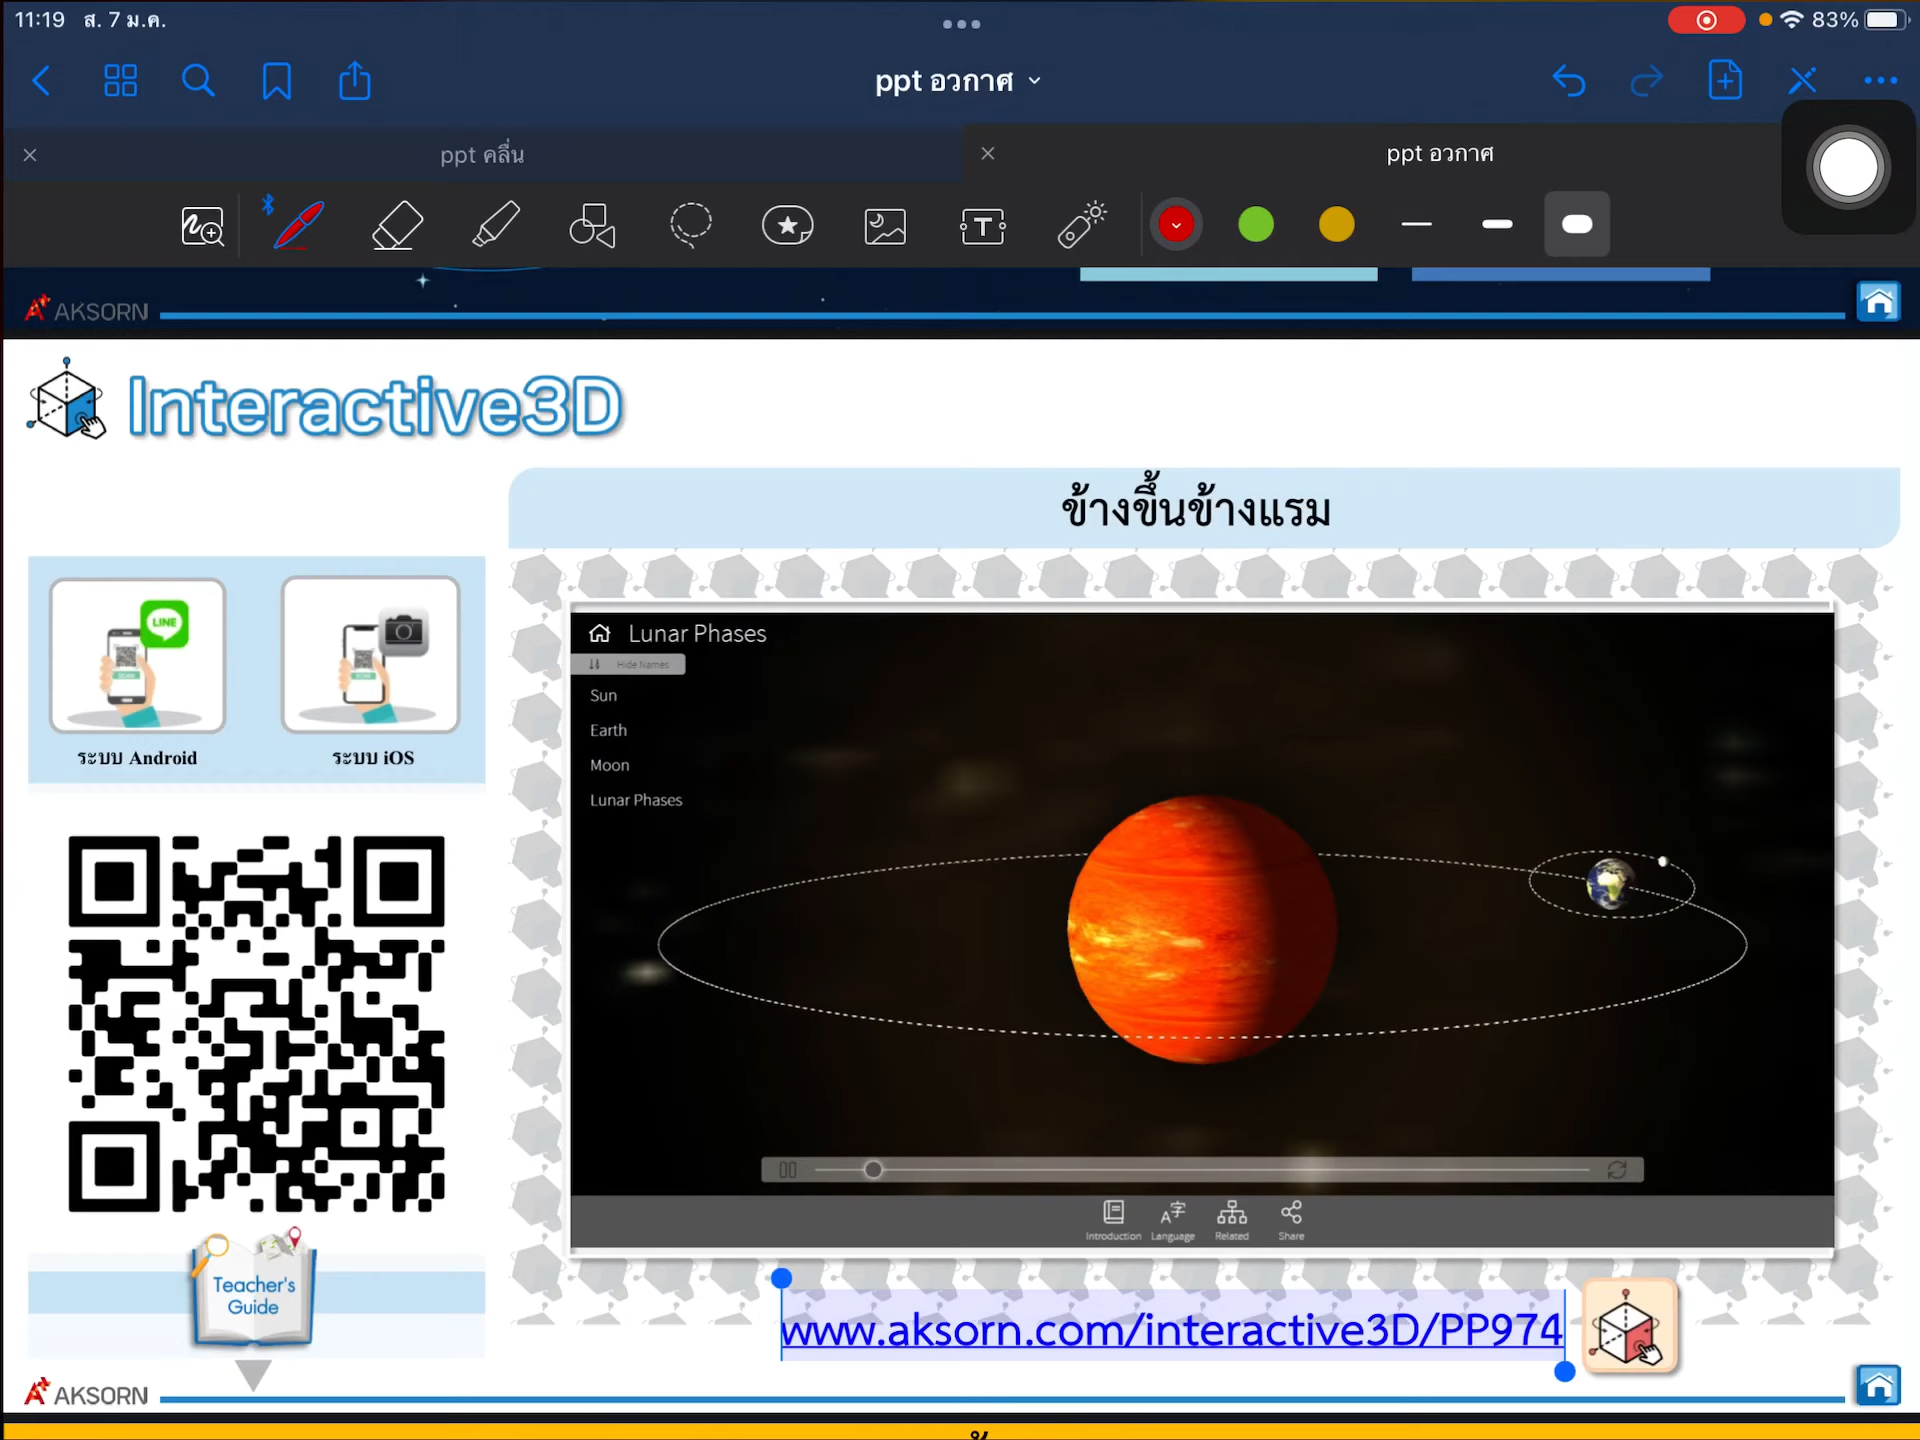 11:19 ส. 7 ม.ค.
83%
ppt อวกาศ
ppt คลื่น
ppt อวกาศ
AKSORN
Interactive3D
ข้างขึ้นข้างแรม
LINE
SCAN
SCAN
ระบบ Android
ระบบ iOS
Lunar Phases
Hide Names
Sun
Earth
Moon
Lunar Phases
Introduction
Language
Related
Share
Teacher's
Guide
www.aksorn.com/interactive3D/PP974
AKSORN